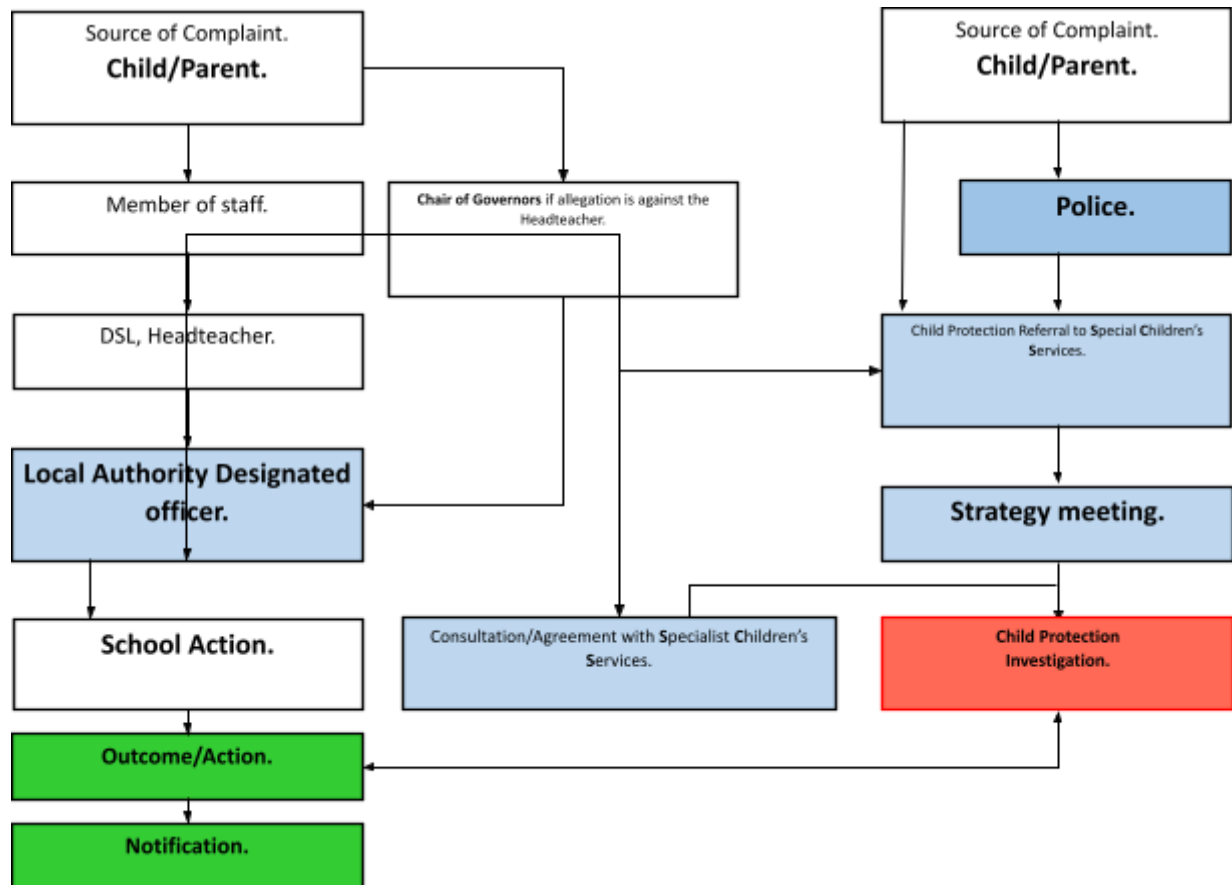 Source of Complaint.
Child/Parent.
Source of Complaint.
Child/Parent.
Member of staff.
Chair of Governors if allegation is against the
Headteacher.
Police.
DSL, Headteacher.
Child Protection Referral to Special Children's
Services.
Local Authority Designated
officer.
Strategy meeting.
School Action.
Consultation/Agreement with Specialist Children's
Services.
Child Protection
Investigation.
Outcome/Action.
Notification.